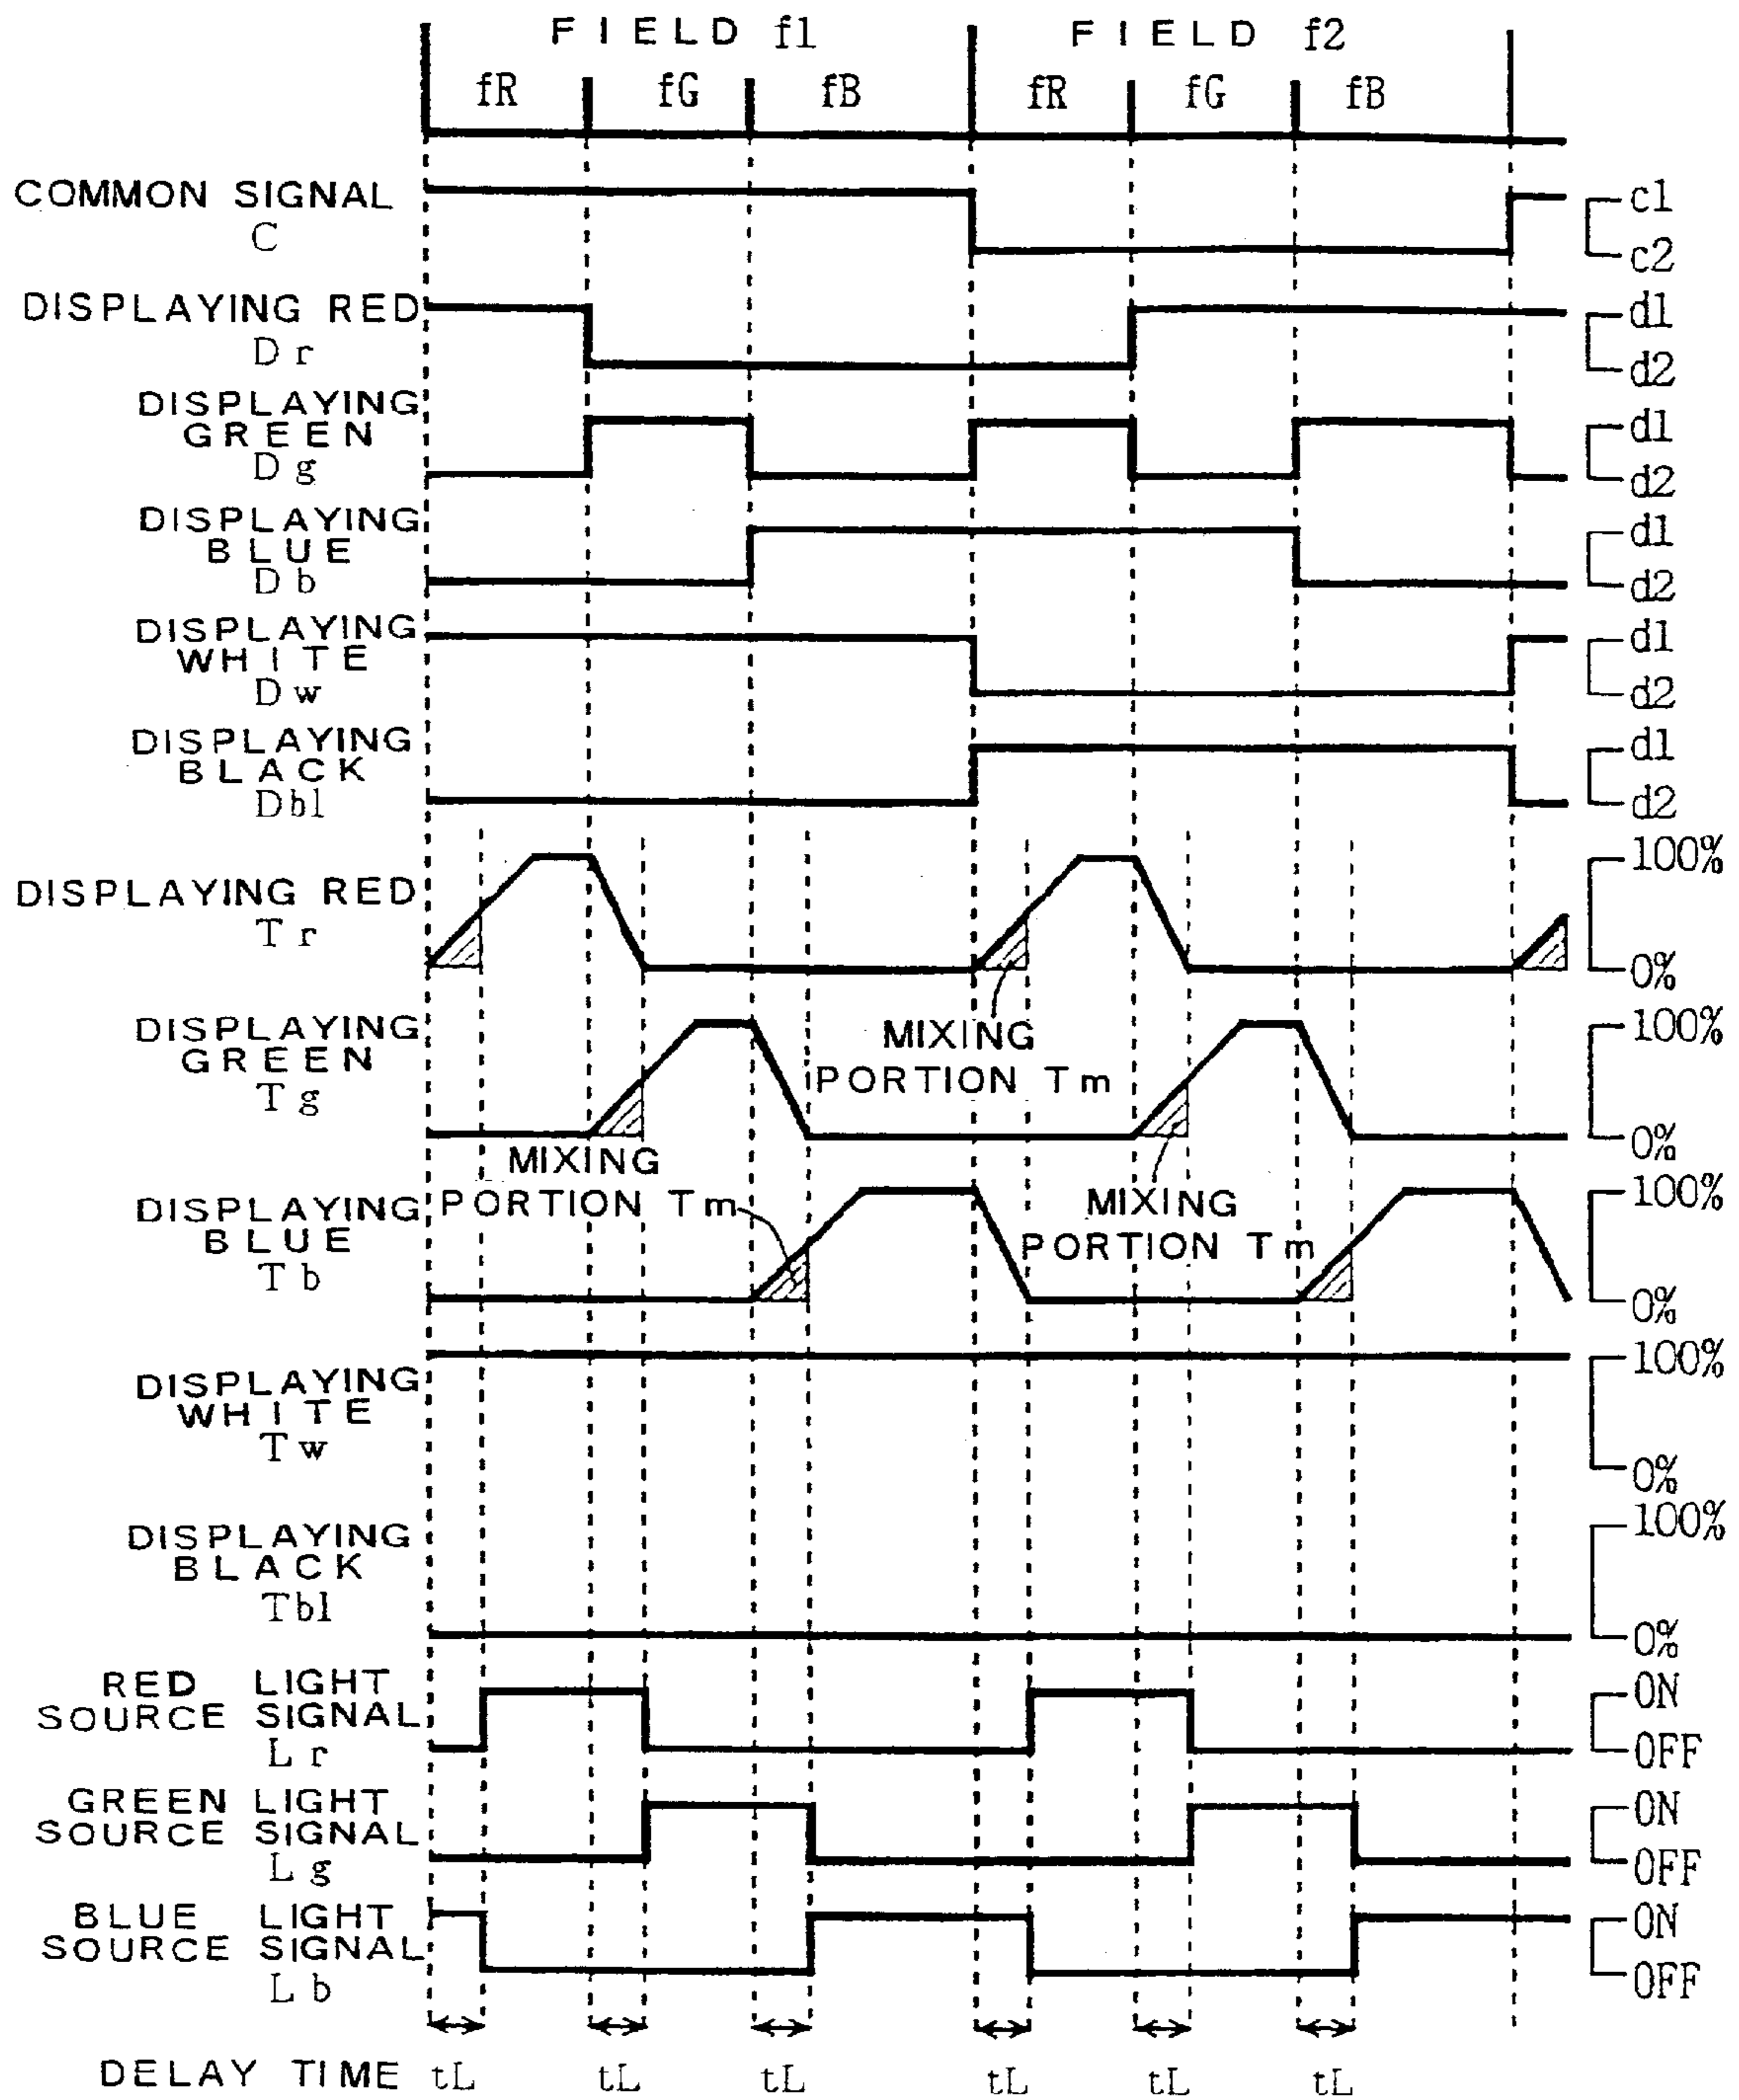 FIELD f1 FIELD f2
fR fG fB fR fG fB
COMMON SIGNAL
C
c1
c2
DISPLAYING RED
Dr
d1
d2
DISPLAYING
GREEN
Dg
d1
d2
DISPLAYING
BLUE
Db
d1
d2
DISPLAYING
WHITE
Dw
d1
d2
DISPLAYING
BLACK
Dbl
d1
d2
DISPLAYING RED
Tr
100%
0%
MIXING
PORTION Tm
DISPLAYING
GREEN
Tg
100%
0%
MIXING
PORTION Tm
MIXING
PORTION Tm
DISPLAYING
BLUE
Tb
100%
0%
DISPLAYING
WHITE
Tw
100%
0%
DISPLAYING
BLACK
Tbl
100%
0%
RED LIGHT
SOURCE SIGNAL
Lr
ON
OFF
GREEN LIGHT
SOURCE SIGNAL
Lg
ON
OFF
BLUE LIGHT
SOURCE SIGNAL
Lb
ON
OFF
DELAY TIME tL tL tL tL tL tL